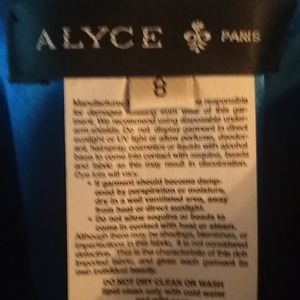 ALYCE PARIS
8
Manufacturer is responsible
for damages resulting from wear of this gar-
ment. We recommend using disposable under-
arm shields. Do not display garment in direct
sunlight or UV light or allow perfume, deodor-
ant, hairspray, cosmetics or liquids with alcohol
base to come into contact with sequins, beads
and fabric as this may result in discoloration.
Dye lots will vary.
• If garment should become damp-
ened by perspiration or moisture,
dry in a well ventilated area, away
from heat or direct sunlight.
• Do not allow sequins or beads to
come in contact with heat or steam.
Although there may be shadings, blemishes, or
imperfections in this fabric, it is not considered
defective. This is the characteristic of this rich
imported fabric, and gives each garment its
own individual beauty.
DO NOT DRY CLEAN OR WASH
Spot clean only with cold water